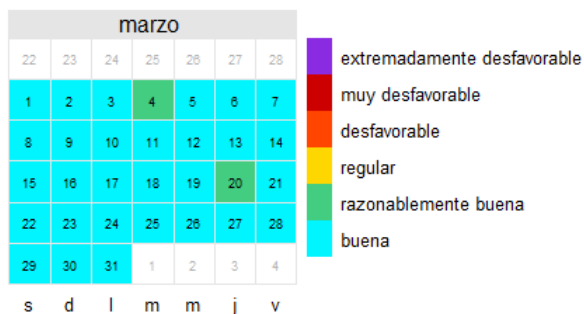 marzo
22 23 24 25 26 27 28
1 2 3 4 5 6 7
8 9 10 11 12 13 14
15 16 17 18 19 20 21
22 23 24 25 26 27 28
29 30 31 1 2 3 4
s d l m m j v
extremadamente desfavorable
muy desfavorable
desfavorable
regular
razonablemente buena
buena